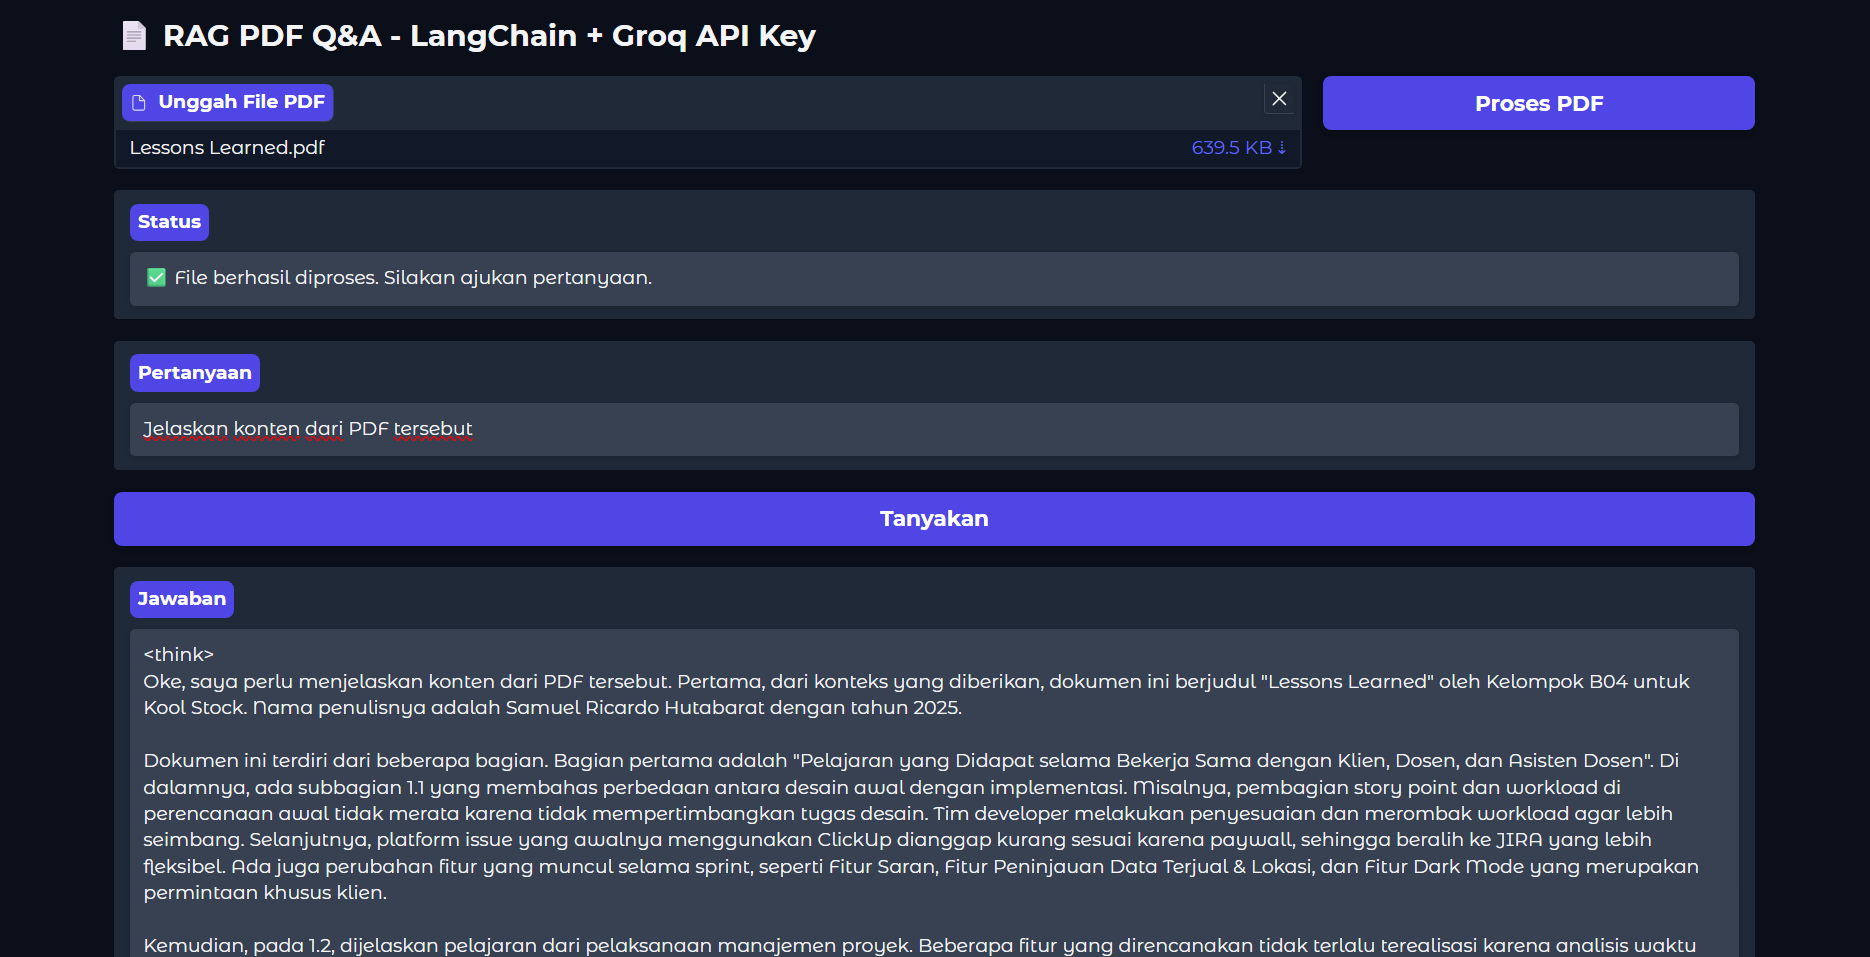 RAG PDF Q&A - LangChain + Groq API Key
Unggah File PDF
Proses PDF
Lessons Learned.pdf
639.5 KB ⇣
Status
✅ File berhasil diproses. Silakan ajukan pertanyaan.
Pertanyaan
Jelaskan konten dari PDF tersebut
Tanyakan
Jawaban
<think>
Oke, saya perlu menjelaskan konten dari PDF tersebut. Pertama, dari konteks yang diberikan, dokumen ini berjudul "Lessons Learned" oleh Kelompok B04 untuk
Kool Stock. Nama penulisnya adalah Samuel Ricardo Hutabarat dengan tahun 2025.
Dokumen ini terdiri dari beberapa bagian. Bagian pertama adalah "Pelajaran yang Didapat selama Bekerja Sama dengan Klien, Dosen, dan Asisten Dosen". Di
dalamnya, ada subbagian 1.1 yang membahas perbedaan antara desain awal dengan implementasi. Misalnya, pembagian story point dan workload di
perencanaan awal tidak merata karena tidak mempertimbangkan tugas desain. Tim developer melakukan penyesuaian dan merombak workload agar lebih
seimbang. Selanjutnya, platform issue yang awalnya menggunakan ClickUp dianggap kurang sesuai karena paywall, sehingga beralih ke JIRA yang lebih
fleksibel. Ada juga perubahan fitur yang muncul selama sprint, seperti FItur Saran, Fitur Peninjauan Data Terjual & Lokasi, dan Fitur Dark Mode yang merupakan
permintaan khusus klien.
Kemudian, pada 1.2, dijelaskan pelajaran dari pelaksanaan manajemen proyek. Beberapa fitur yang direncanakan tidak terlalu terealisasi karena analisis waktu